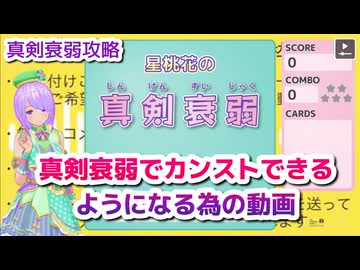 真剣衰弱攻略
星桃花の
しん けん すい じゃく
真剣衰弱
SCORE
0
COMBO
0
CARDS
真剣衰弱でカンストできる
ようになる為の動画